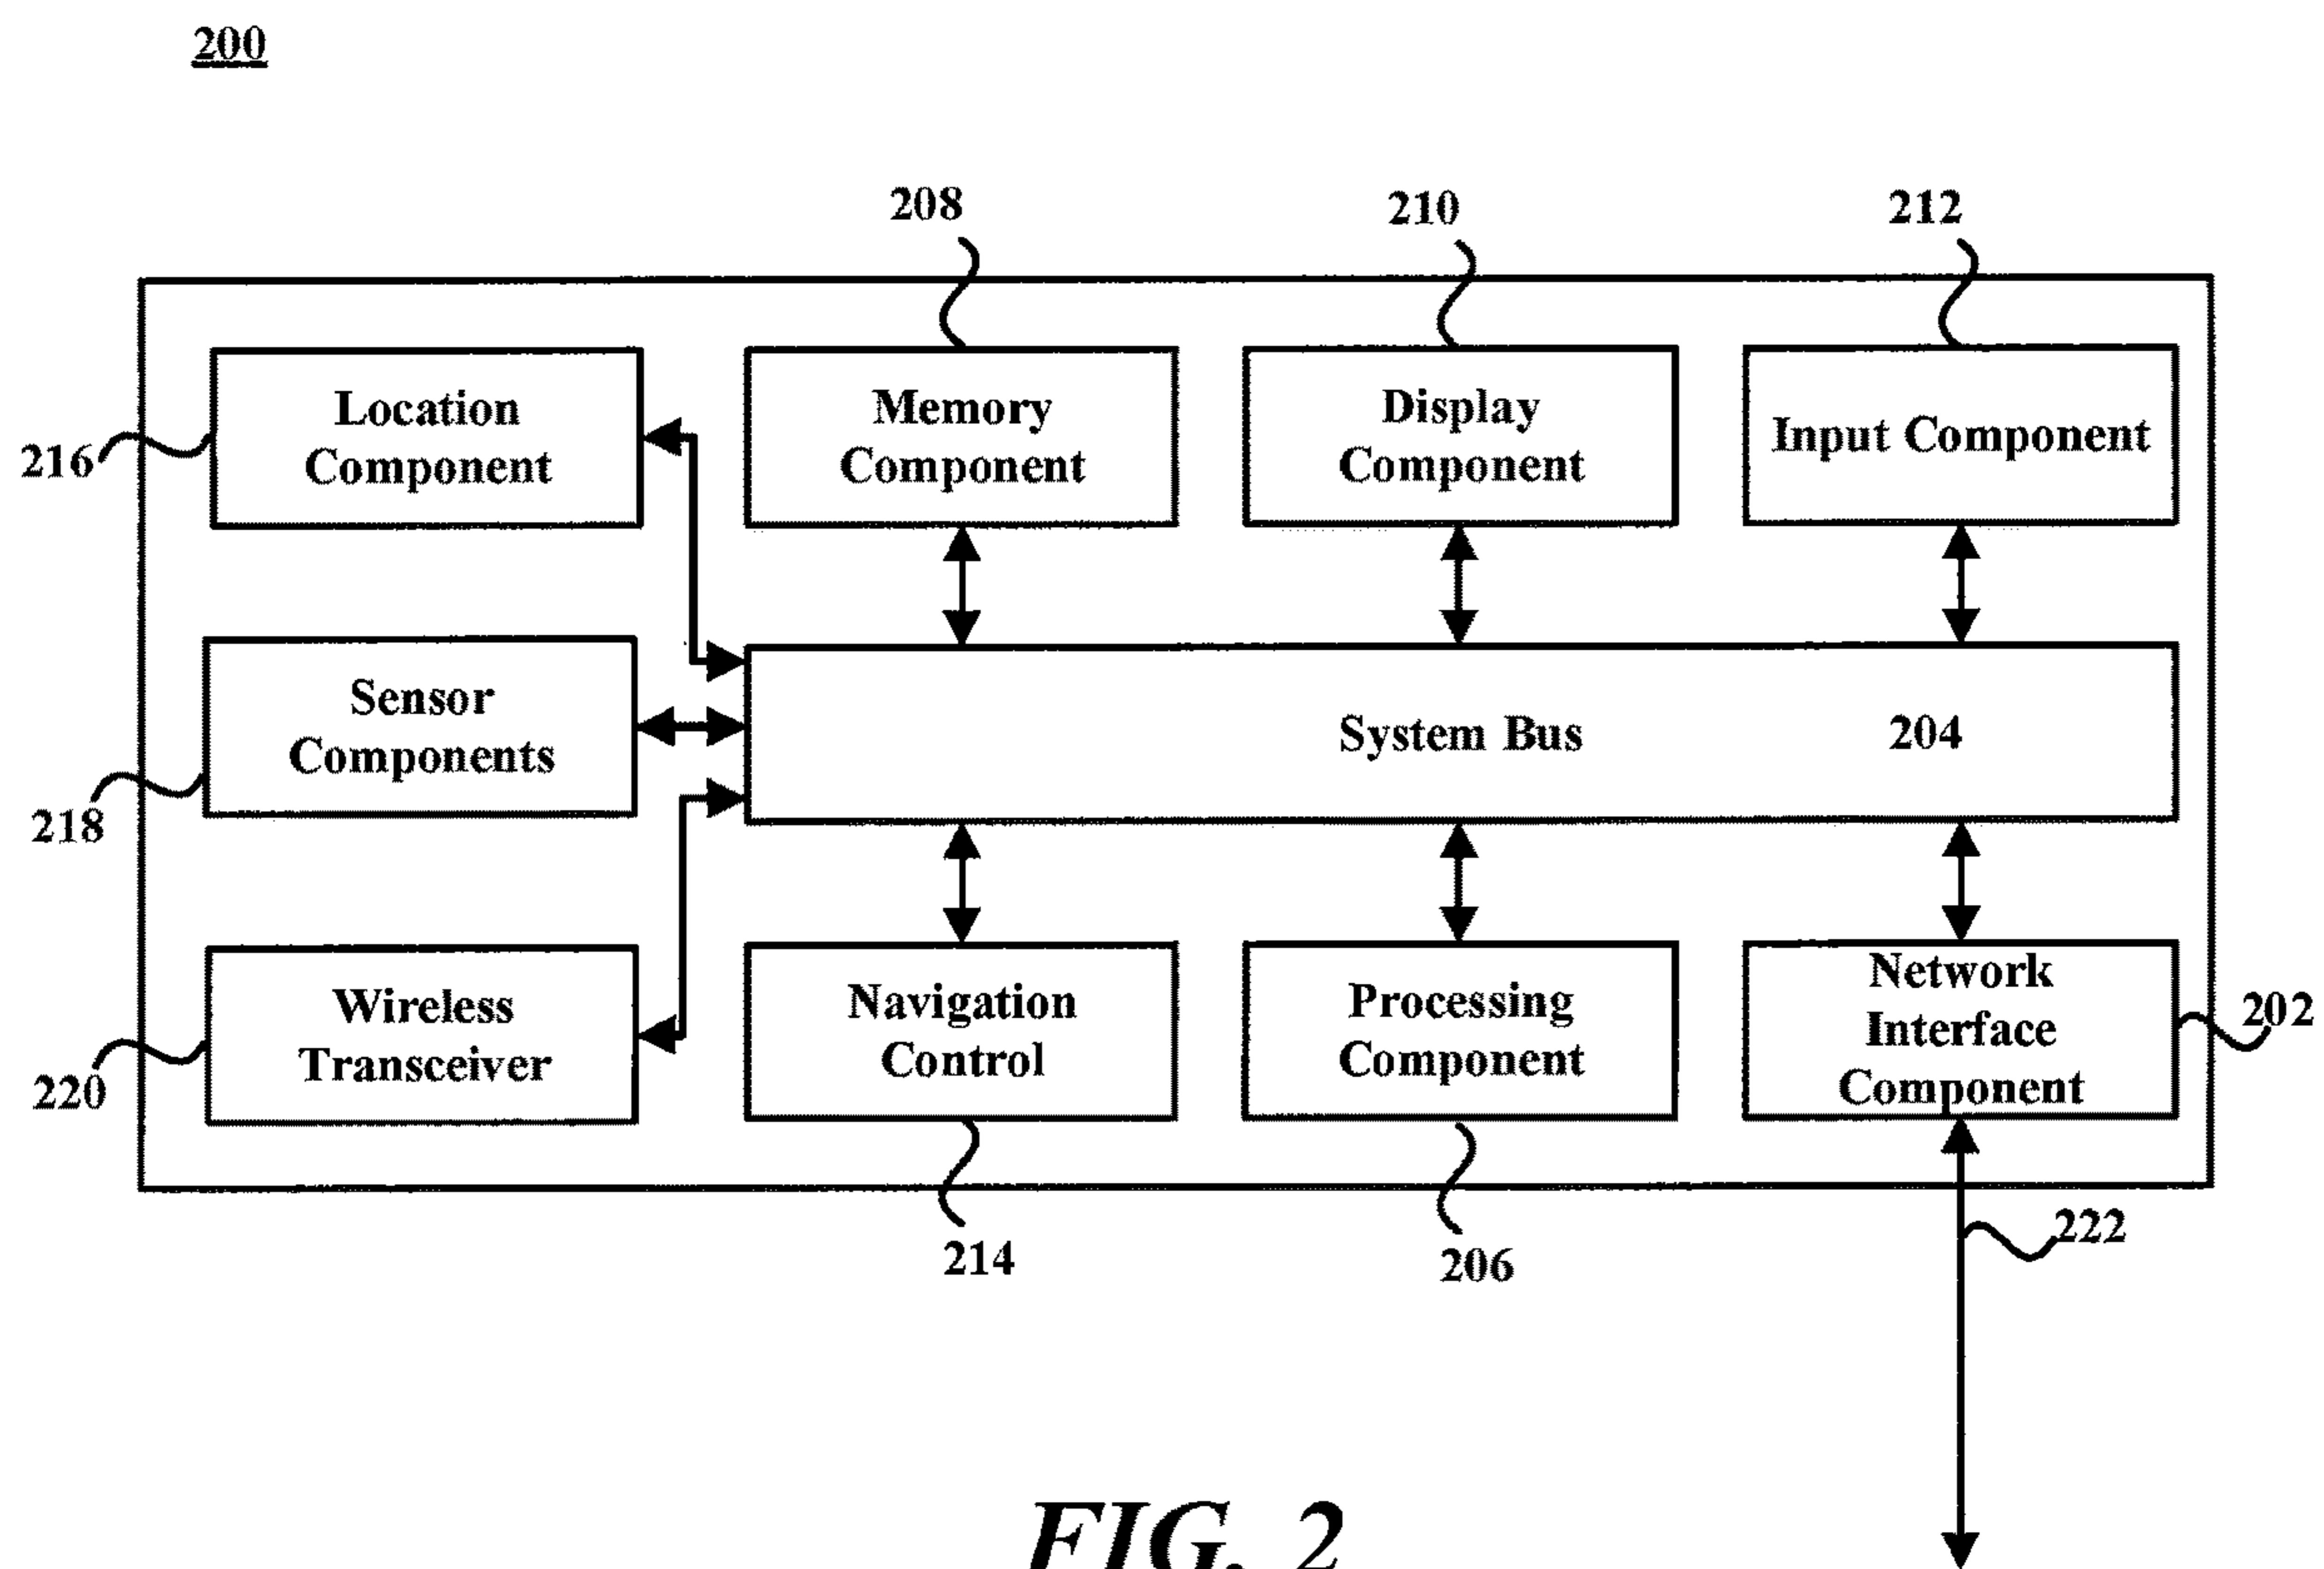 200
208
210
212
Location
Component
Memory
Component
Display
Component
Input Component
216
Sensor
Components
System Bus
204
218
Wireless
Transceiver
Navigation
Control
Processing
Component
Network
Interface
Component
202
220
214
206
222
FIG. 2